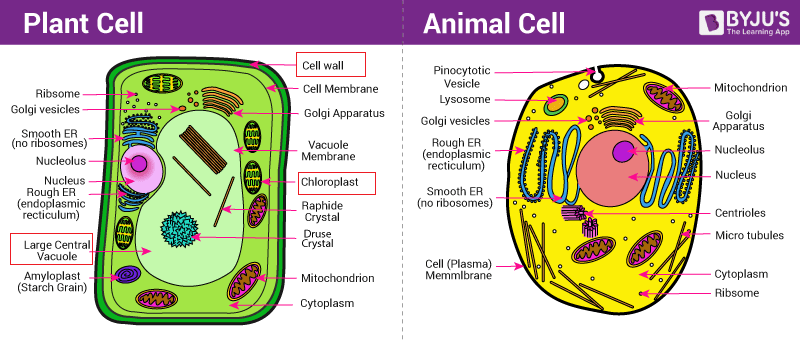 Plant Cell
Ribsome
Golgi vesicles
Smooth ER
(no ribosomes)
Nucleolus
Nucleus
Rough ER
(endoplasmic
recticulum)
Large Central
Vacuole
Amyloplast
(Starch Grain)
Cell wall
Cell Membrane
Golgi Apparatus
Vacuole
Membrane
Chloroplast
Raphide
Crystal
Druse
Crystal
Mitochondrion
Cytoplasm
Animal Cell
BYJU'S
The Learning App
Pinocytotic
Vesicle
Lysosome
Golgi vesicles
Rough ER
(endoplasmic
reticulum)
Smooth ER
(no ribosomes)
Cell (Plasma)
Memmlbrane
Mitochondrion
Golgi
Apparatus
Nucleolus
Nucleus
Centrioles
Micro tubules
Cytoplasm
Ribsome